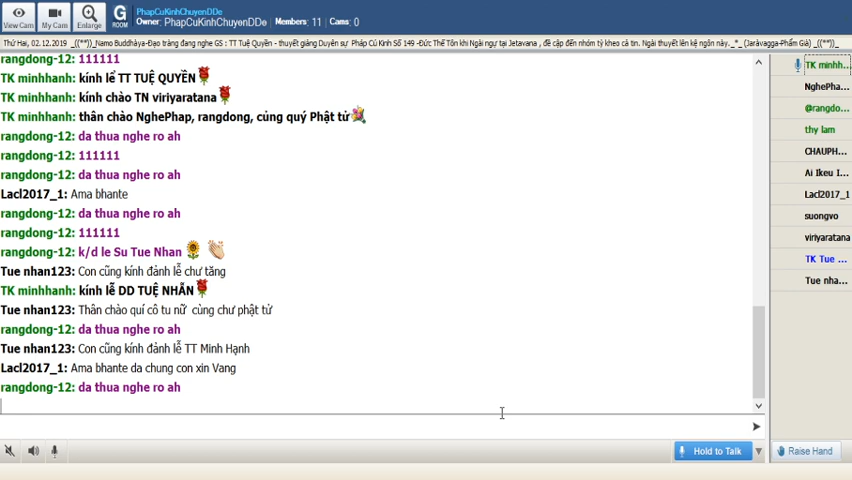 View Cam
My Cam
Enlarge
G
ROOM
PhapCuKinhChuyenDDe
Owner: PhapCuKinhChuyenDDe Members: 11 Cams: 0
Thứ Hai, 02.12.2019 _((**))_Namo Buddhàya-Đạo tràng đang nghe GS : TT Tuệ Quyền - thuyết giảng Duyên sự Pháp Cú Kinh Số 149 -Đức Thế Tôn khi Ngài ngự tại Jetavana , đề cập đến nhóm tỳ kheo cả tin. Ngài thuyết lên kệ ngôn này._*_ (Jaràvagga-Phẩm Già) _((**))_
rangdong-12: 111111
TK minhhanh: kính lể TT TUỆ QUYỀN
TK minhhanh: kính chào TN viriyaratana
TK minhhanh: thân chào NghePhap, rangdong, cùng quý Phật tử
rangdong-12: da thua nghe ro ah
rangdong-12: 111111
rangdong-12: da thua nghe ro ah
Lacl2017_1: Ama bhante
rangdong-12: da thua nghe ro ah
rangdong-12: 111111
rangdong-12: k/d le Su Tue Nhan
Tue nhan123: Con cũng kính đảnh lễ chư tăng
TK minhhanh: kính lễ DD TUỆ NHẪN
Tue nhan123: Thân chào quí cô tu nữ cùng chư phật tử
rangdong-12: da thua nghe ro ah
Tue nhan123: Con cũng kính đảnh lễ TT Minh Hạnh
Lacl2017_1: Ama bhante da chung con xin Vang
rangdong-12: da thua nghe ro ah
Hold to Talk
Raise Hand
TK minhh...
NghePha...
@rangdo...
thy lam
CHAUPH...
Ai Ikeu I...
Lacl2017_1
suongvo
viriyaratana
TK Tue ...
Tue nha...